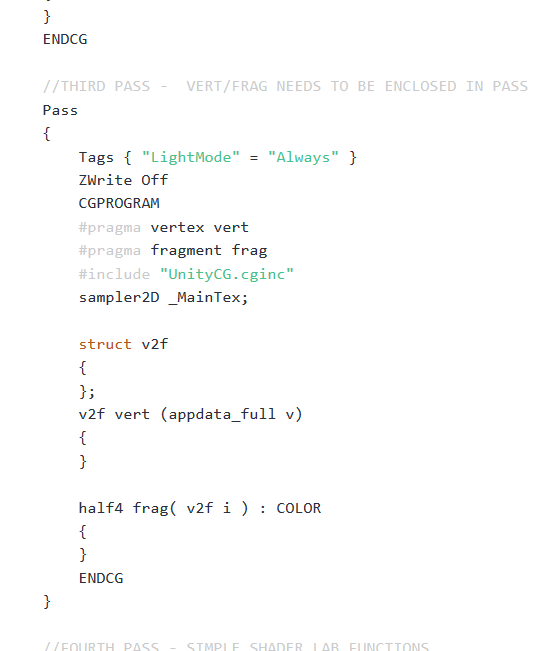 }
ENDCG
//THIRD PASS -  VERT/FRAG NEEDS TO BE ENCLOSED IN PASS
Pass
{
    Tags { "LightMode" = "Always" }
    ZWrite Off
    CGPROGRAM
    #pragma vertex vert
    #pragma fragment frag
    #include "UnityCG.cginc"
    sampler2D _MainTex;

    struct v2f
    {
    };
    v2f vert (appdata_full v)
    {
    }

    half4 frag( v2f i ) : COLOR
    {
    }
    ENDCG
}

//FOURTH PASS - SIMPLE SHADER LAB FUNCTIONS